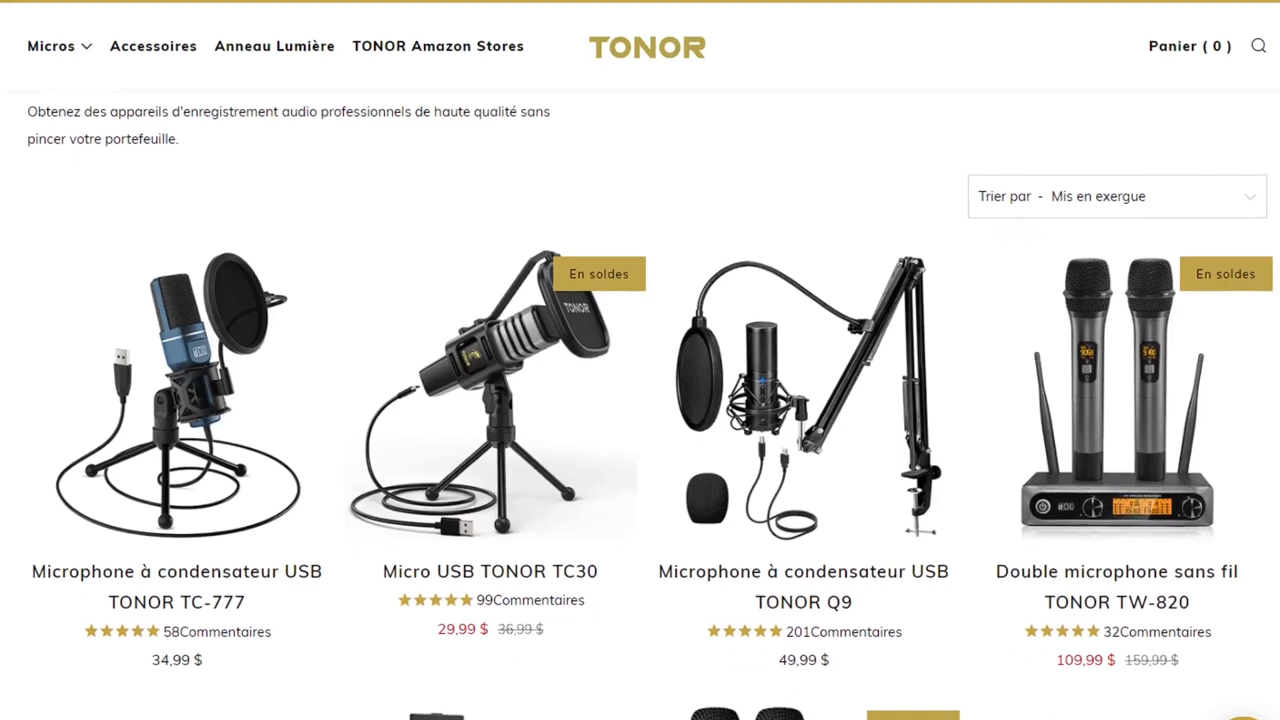 Micros
Accessoires
Anneau Lumière
TONOR Amazon Stores
TONOR
Panier ( 0 )
Obtenez des appareils d'enregistrement audio professionnels de haute qualité sans
pincer votre portefeuille.
Trier par - Mis en exergue
En soldes
En soldes
TONOR
Microphone à condensateur USB
TONOR TC-777
58Commentaires
34,99 $
Micro USB TONOR TC30
99Commentaires
29,99 $ 36,99 $
Microphone à condensateur USB
TONOR Q9
201Commentaires
49,99 $
Double microphone sans fil
TONOR TW-820
32Commentaires
109,99 $ 159,99 $